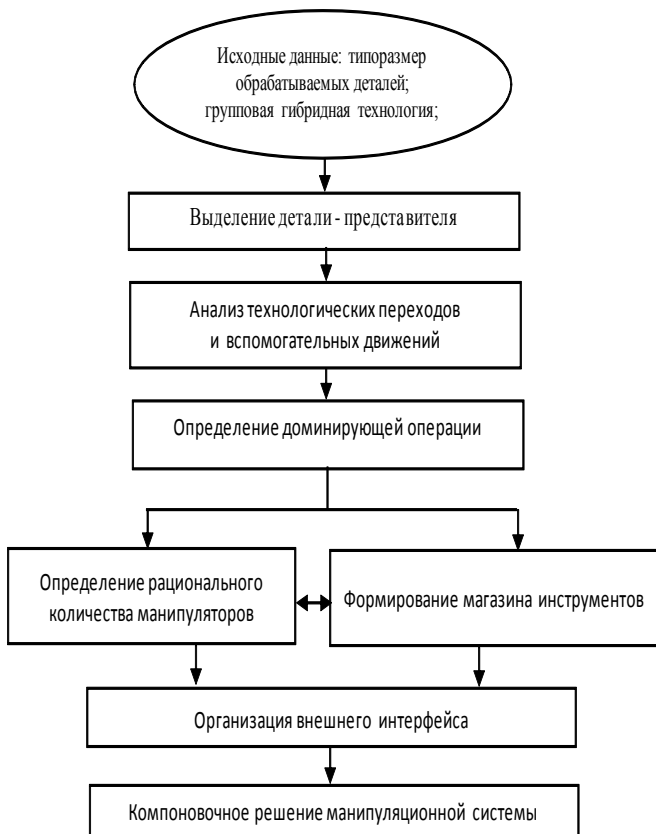 Исходные данные: типоразмер
обрабатываемых деталей;
групповая гибридная технология;
Выделение детали - представителя
Анализ технологических переходов
и вспомогательных движений
Определение доминирующей операции
Определение рационального
количества манипуляторов
Формирование магазина инструментов
Организация внешнего интерфейса
Компоновочное решение манипуляционной системы